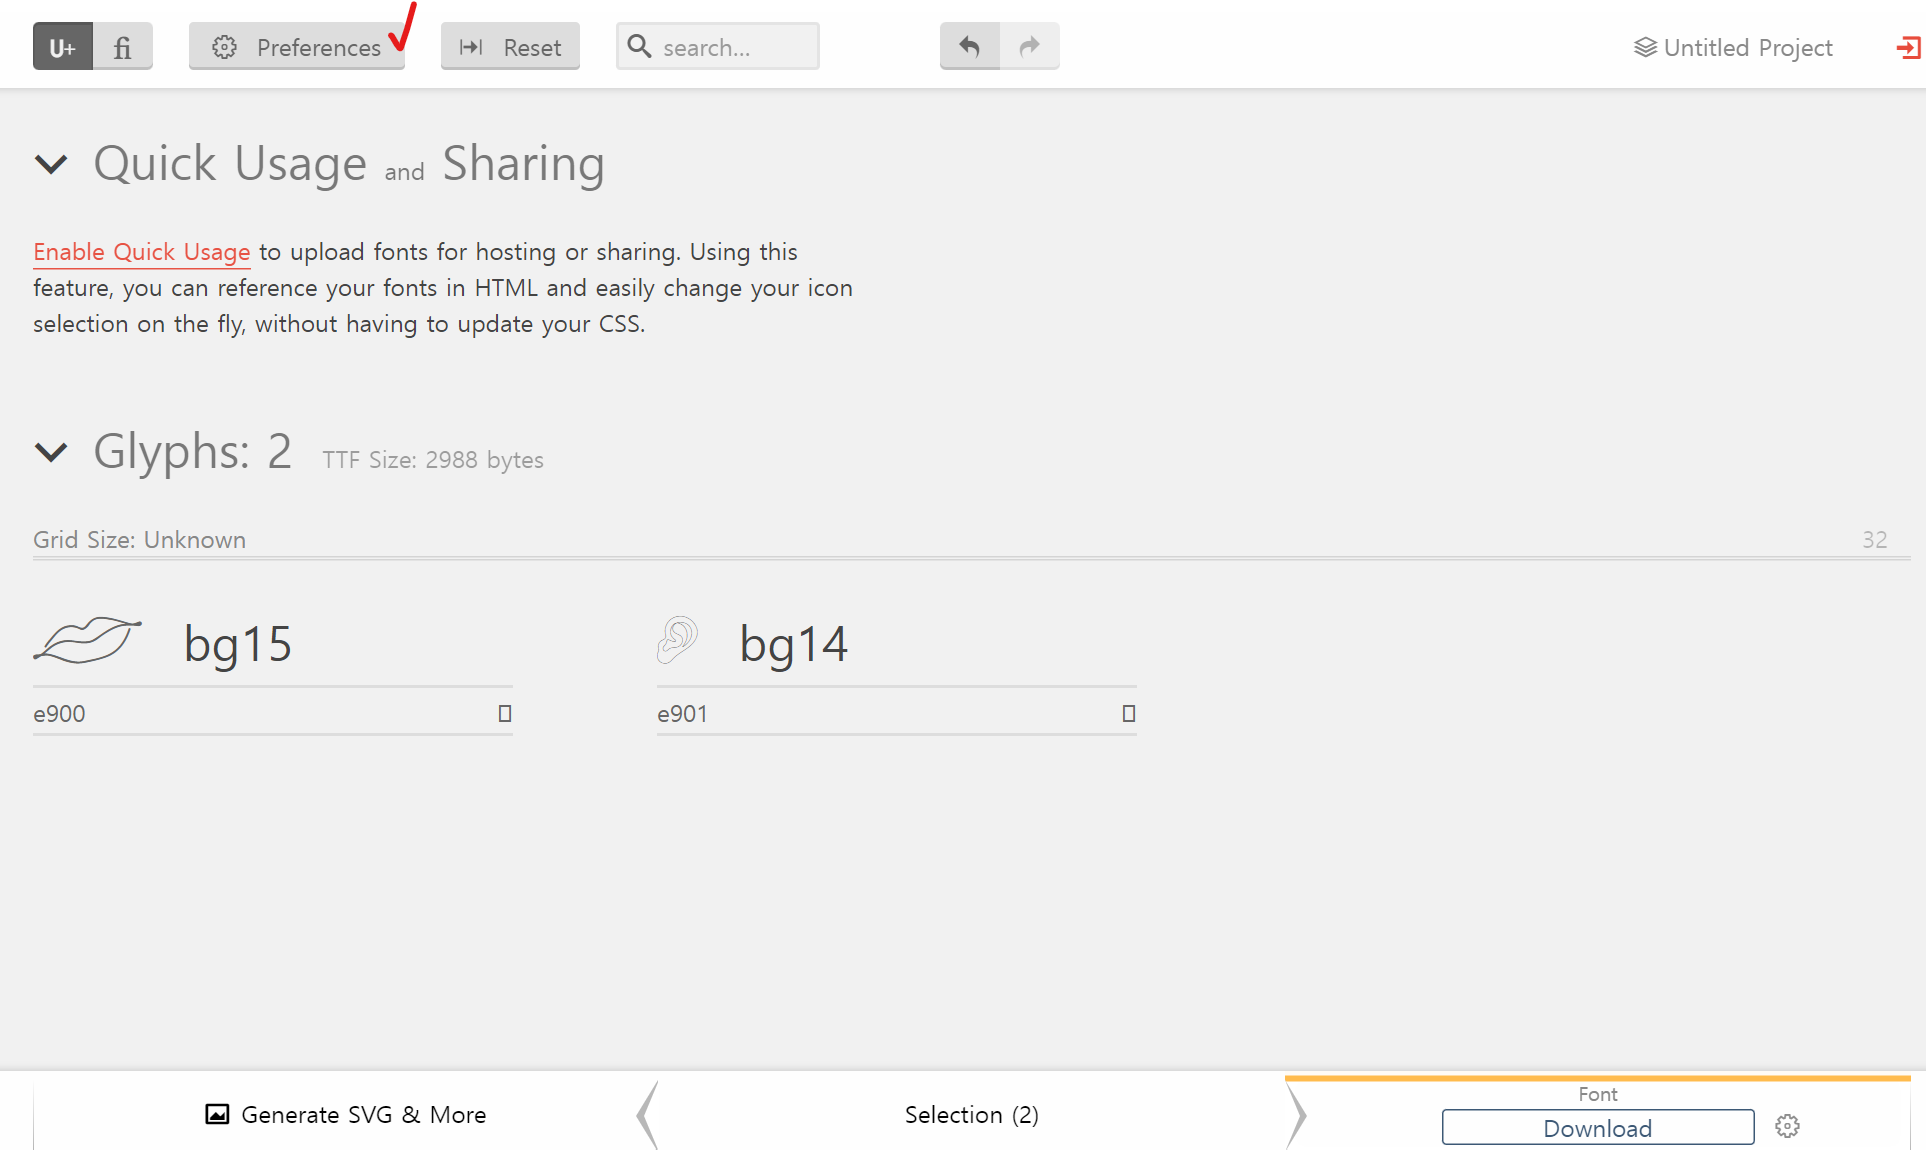 U+ fi Preferences Reset search... Untitled Project
Quick Usage and Sharing
Enable Quick Usage to upload fonts for hosting or sharing. Using this
feature, you can reference your fonts in HTML and easily change your icon
selection on the fly, without having to update your CSS.
Glyphs: 2 TTF Size: 2988 bytes
Grid Size: Unknown 32
bg15 bg14
e900 e901
Generate SVG & More Selection (2) Font
Download